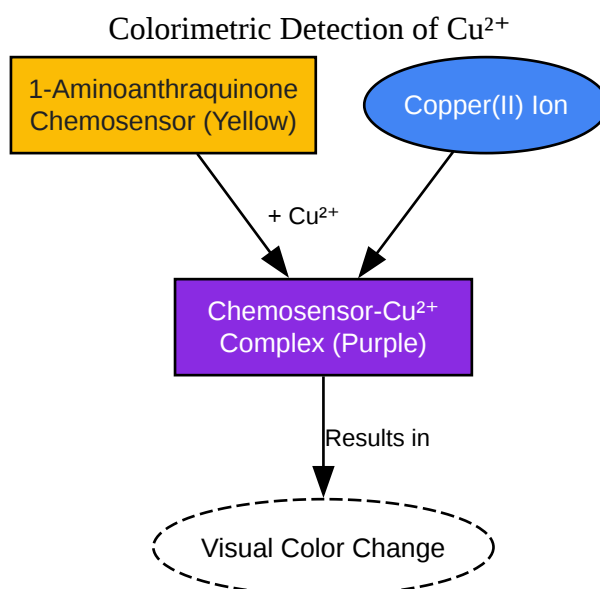 Colorimetric Detection of Cu²⁺
1-Aminoanthraquinone
Chemosensor (Yellow)
Copper(II) Ion
+ Cu²⁺
Chemosensor-Cu²⁺
Complex (Purple)
Results in
Visual Color Change